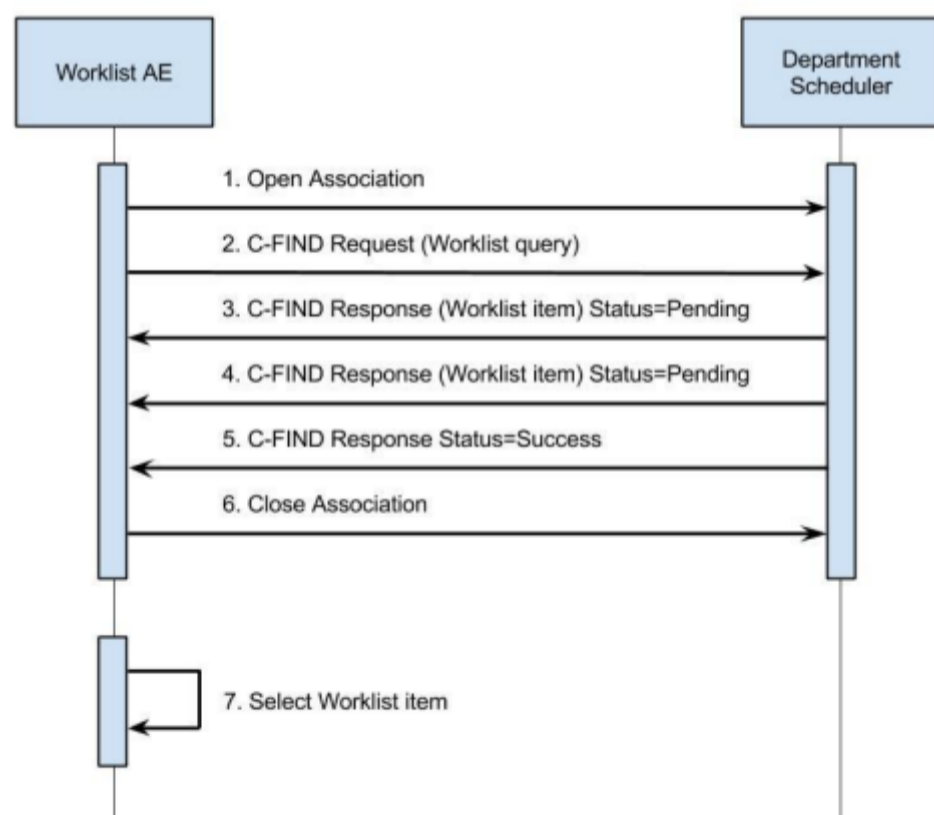 Worklist AE
Department
Scheduler
1. Open Association
2. C-FIND Request (Worklist query)
3. C-FIND Response (Worklist item) Status=Pending
4. C-FIND Response (Worklist item) Status=Pending
5. C-FIND Response Status=Success
6. Close Association
7. Select Worklist item